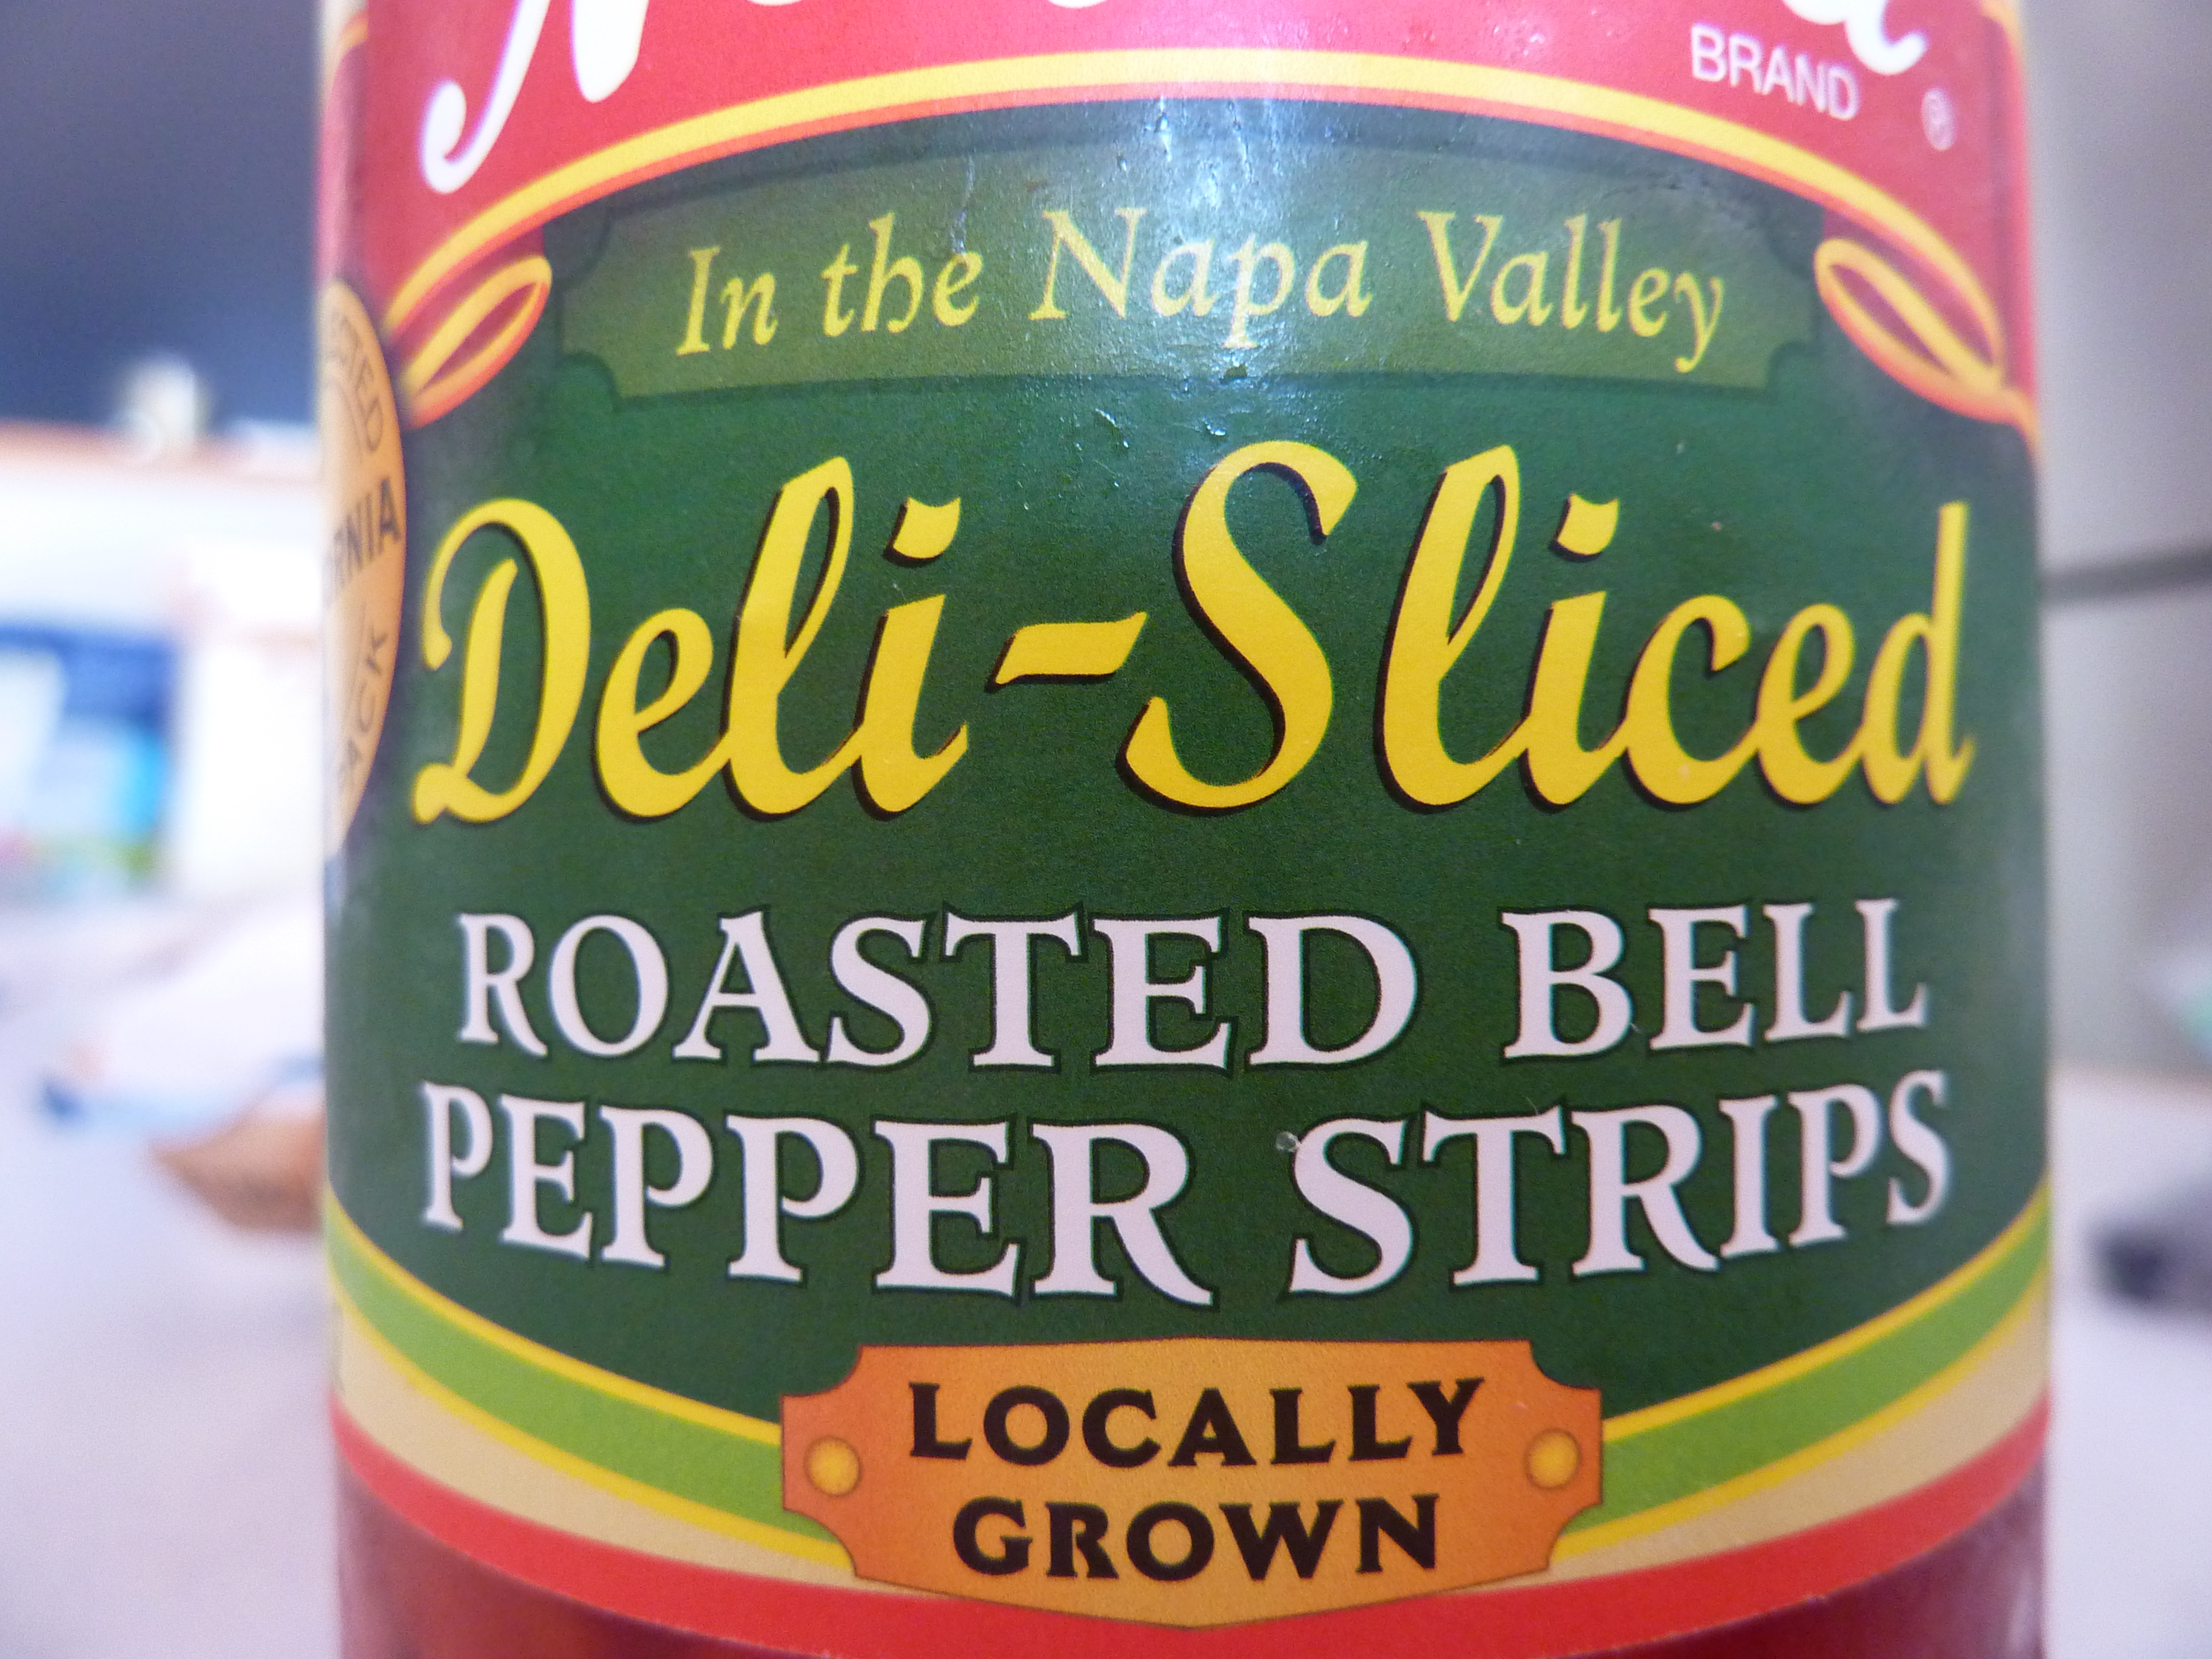 BRAND
®
In the Napa Valley
Deli-Sliced
ROASTED BELL
PEPPER STRIPS
LOCALLY
GROWN